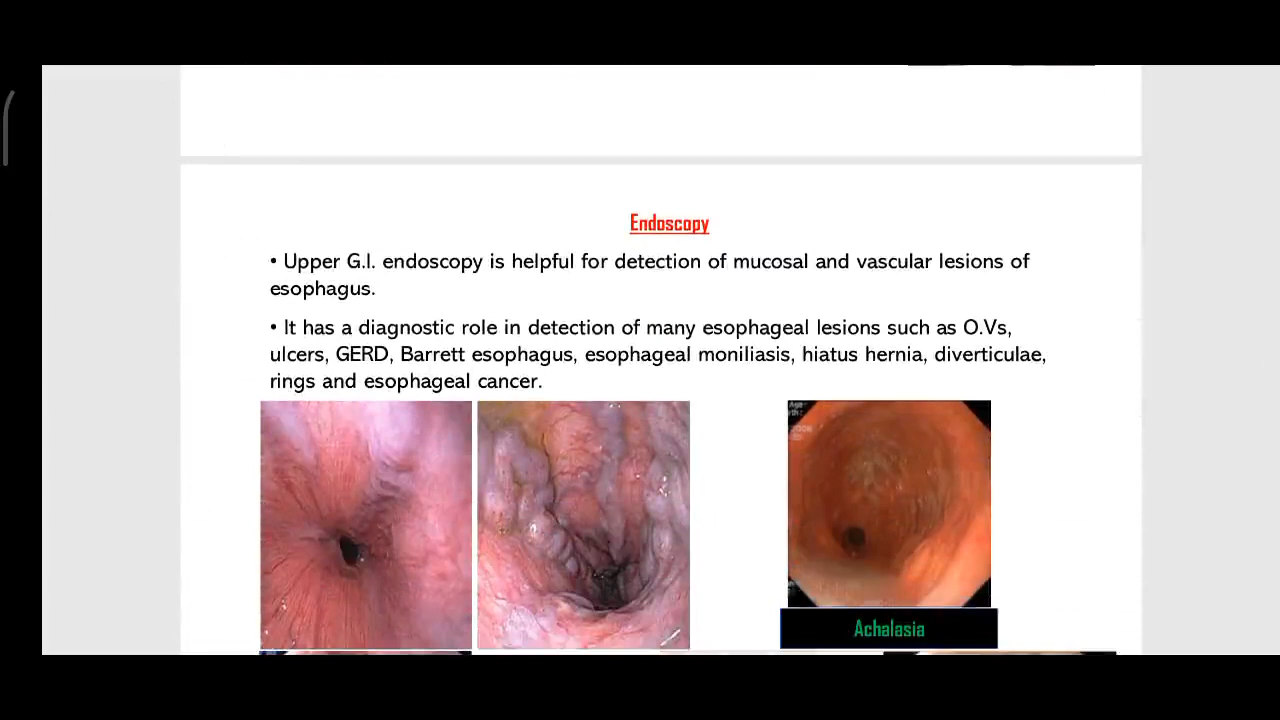 Endoscopy
• Upper G.I. endoscopy is helpful for detection of mucosal and vascular lesions of
esophagus.
• It has a diagnostic role in detection of many esophageal lesions such as O.Vs,
ulcers, GERD, Barrett esophagus, esophageal moniliasis, hiatus hernia, diverticulae,
rings and esophageal cancer.
Achalasia